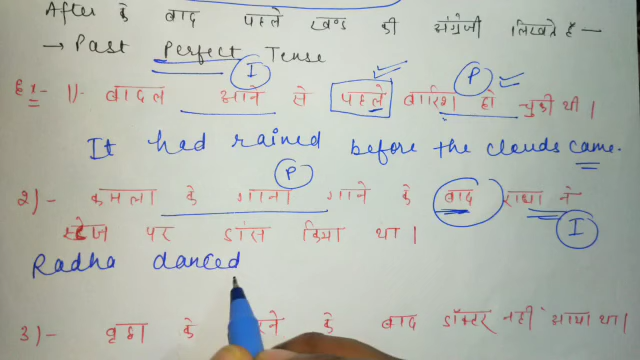 After के बाद पहले खण्ड की अंग्रेजी लिखते हैं —
→ Past Perfect Tense
I P
Ex- 1)- बादल आने से पहले बारिश हो चुकी थी।
It had rained before the clouds came.
P
2)- कमला के गाना गाने के बाद राधा ने
I
स्टेज पर डांस किया था।
Radha danced
3)- के के बाद डॉक्टर नहीं आया था।